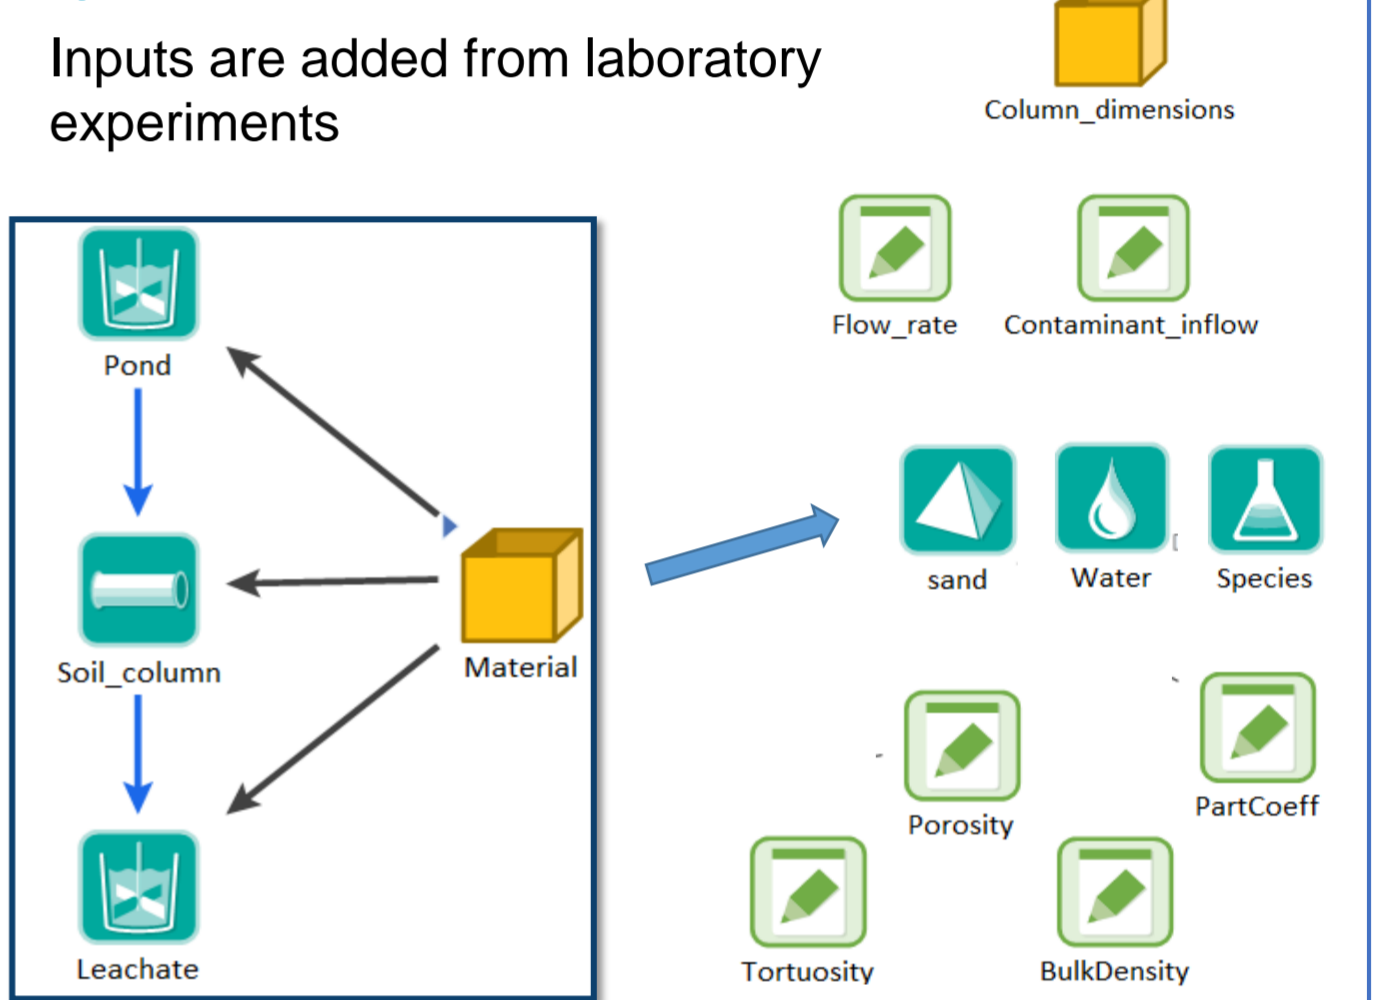 Inputs are added from laboratory
experiments
Column_dimensions
Flow_rate
Contaminant_inflow
Pond
sand
Water
Species
Soil_column
Material
Porosity
PartCoeff
Leachate
Tortuosity
BulkDensity